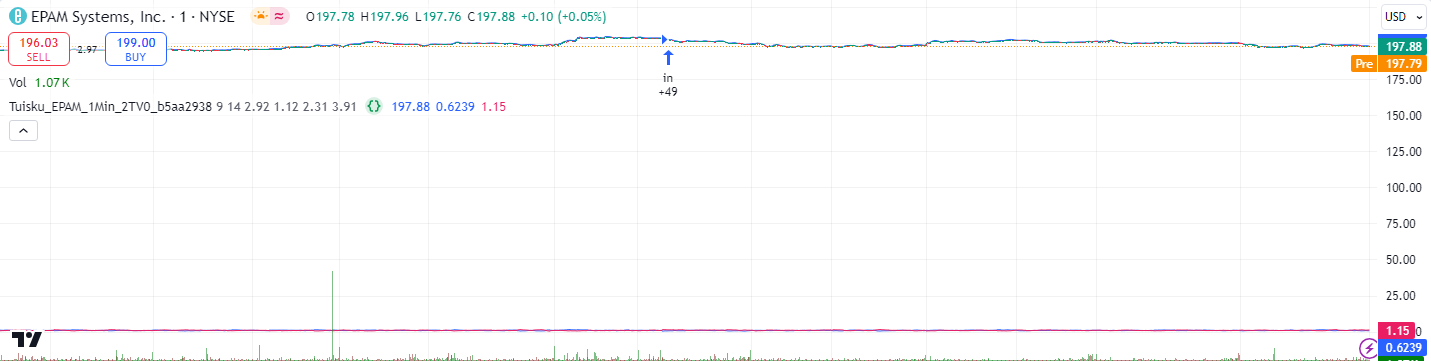 EPAM Systems, Inc. · 1 · NYSE O197.78 H197.96 L197.76 C197.88 +0.10 (+0.05%)
USD
196.03 SELL 2.97 199.00 BUY
197.88
Pre 197.79
Vol 1.07 K
in
+49
175.00
Tuisku_EPAM_1Min_2TV0_b5aa2938 9 14 2.92 1.12 2.31 3.91 {} 197.88 0.6239 1.15
150.00
125.00
100.00
75.00
50.00
25.00
1.15
0.6239